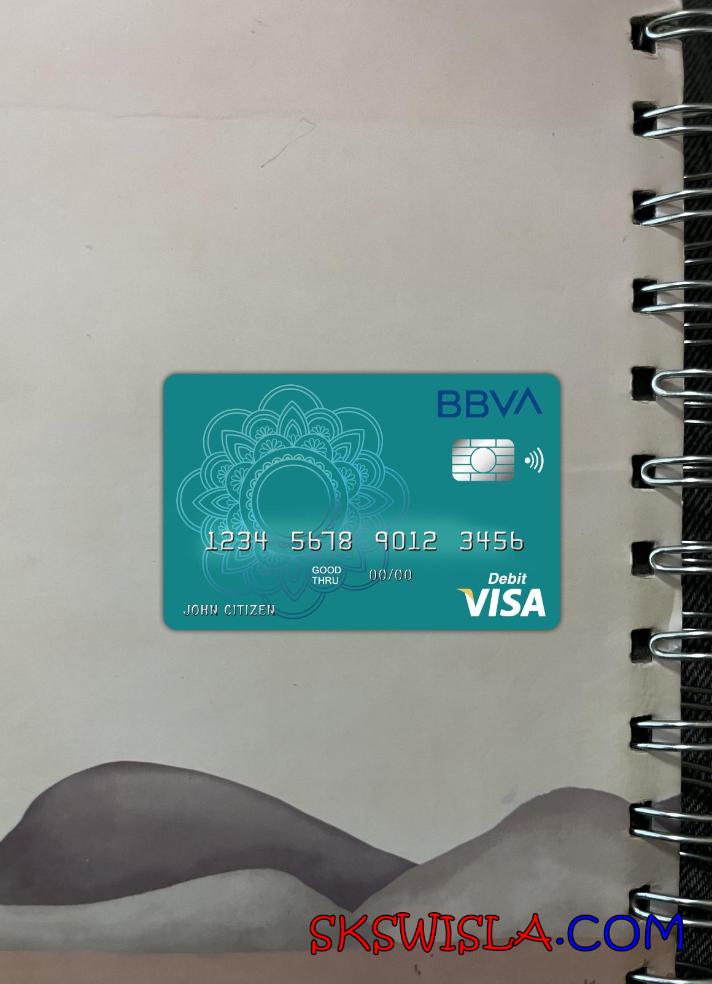 BBVA
1234 5678 9012 3456
GOOD
THRU
00/00
Debit
VISA
JOHN CITIZEN
SKSWISLA.COM